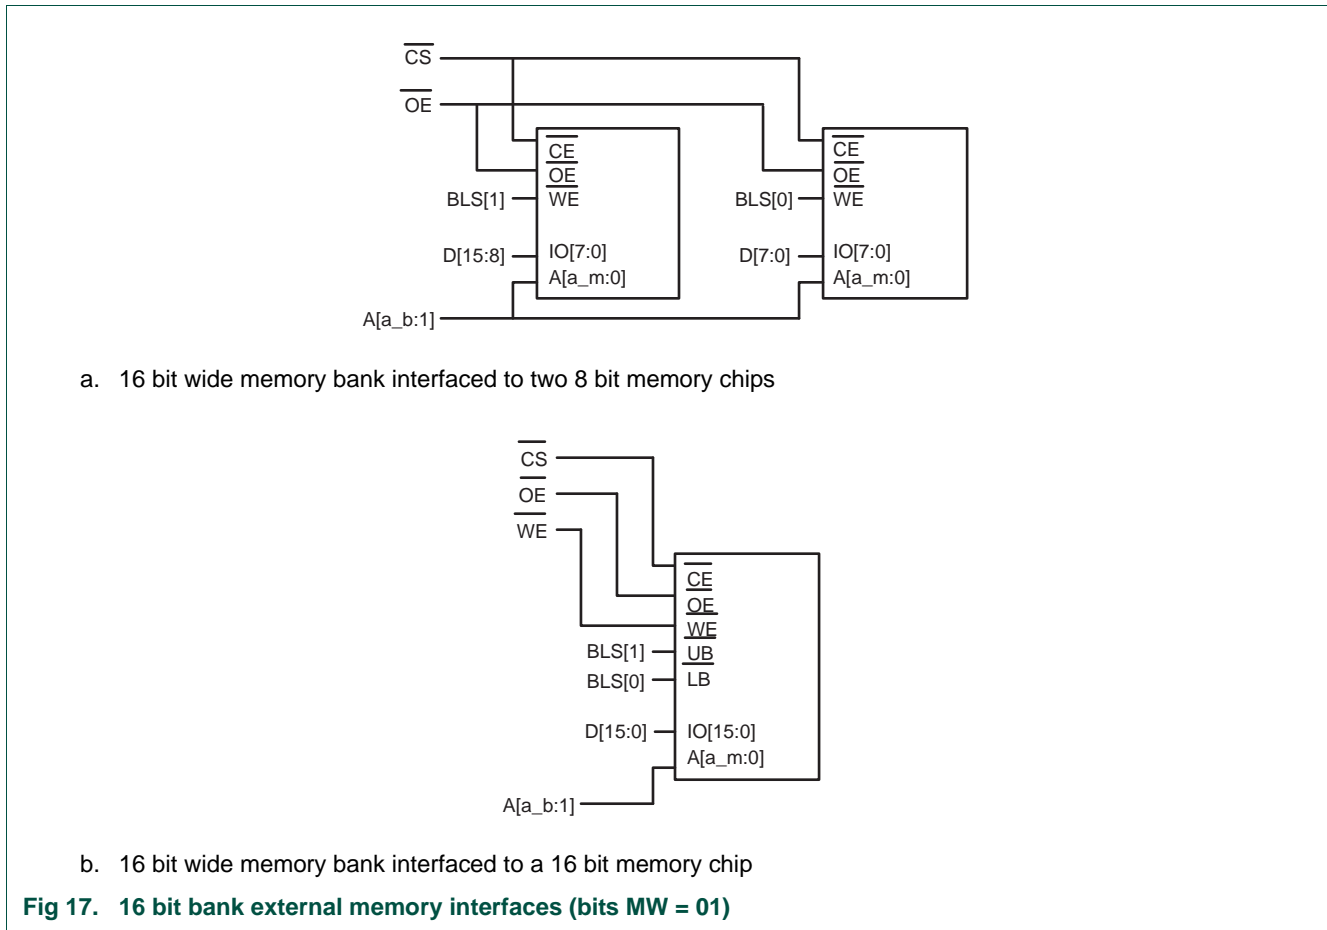 CS
OE
CE
OE
BLS[1] WE
D[15:8] IO[7:0]
A[a_m:0]
CE
OE
BLS[0] WE
D[7:0] IO[7:0]
A[a_m:0]
A[a_b:1]
a. 16 bit wide memory bank interfaced to two 8 bit memory chips
CS
OE
WE
CE
OE
WE
BLS[1] UB
BLS[0] LB
D[15:0] IO[15:0]
A[a_m:0]
A[a_b:1]
b. 16 bit wide memory bank interfaced to a 16 bit memory chip
Fig 17. 16 bit bank external memory interfaces (bits MW = 01)